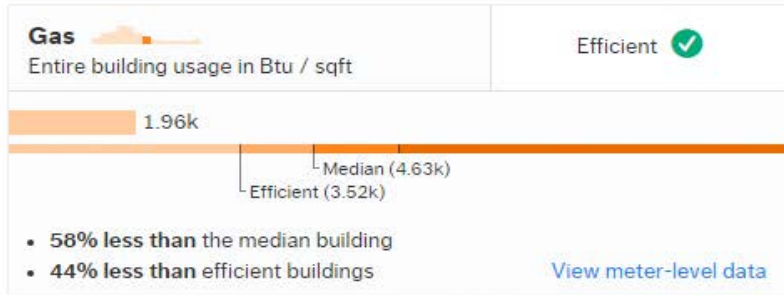 Gas
Entire building usage in Btu / sqft
Efficient
1.96k
Median (4.63k)
Efficient (3.52k)
• 58% less than the median building
• 44% less than efficient buildings
View meter-level data